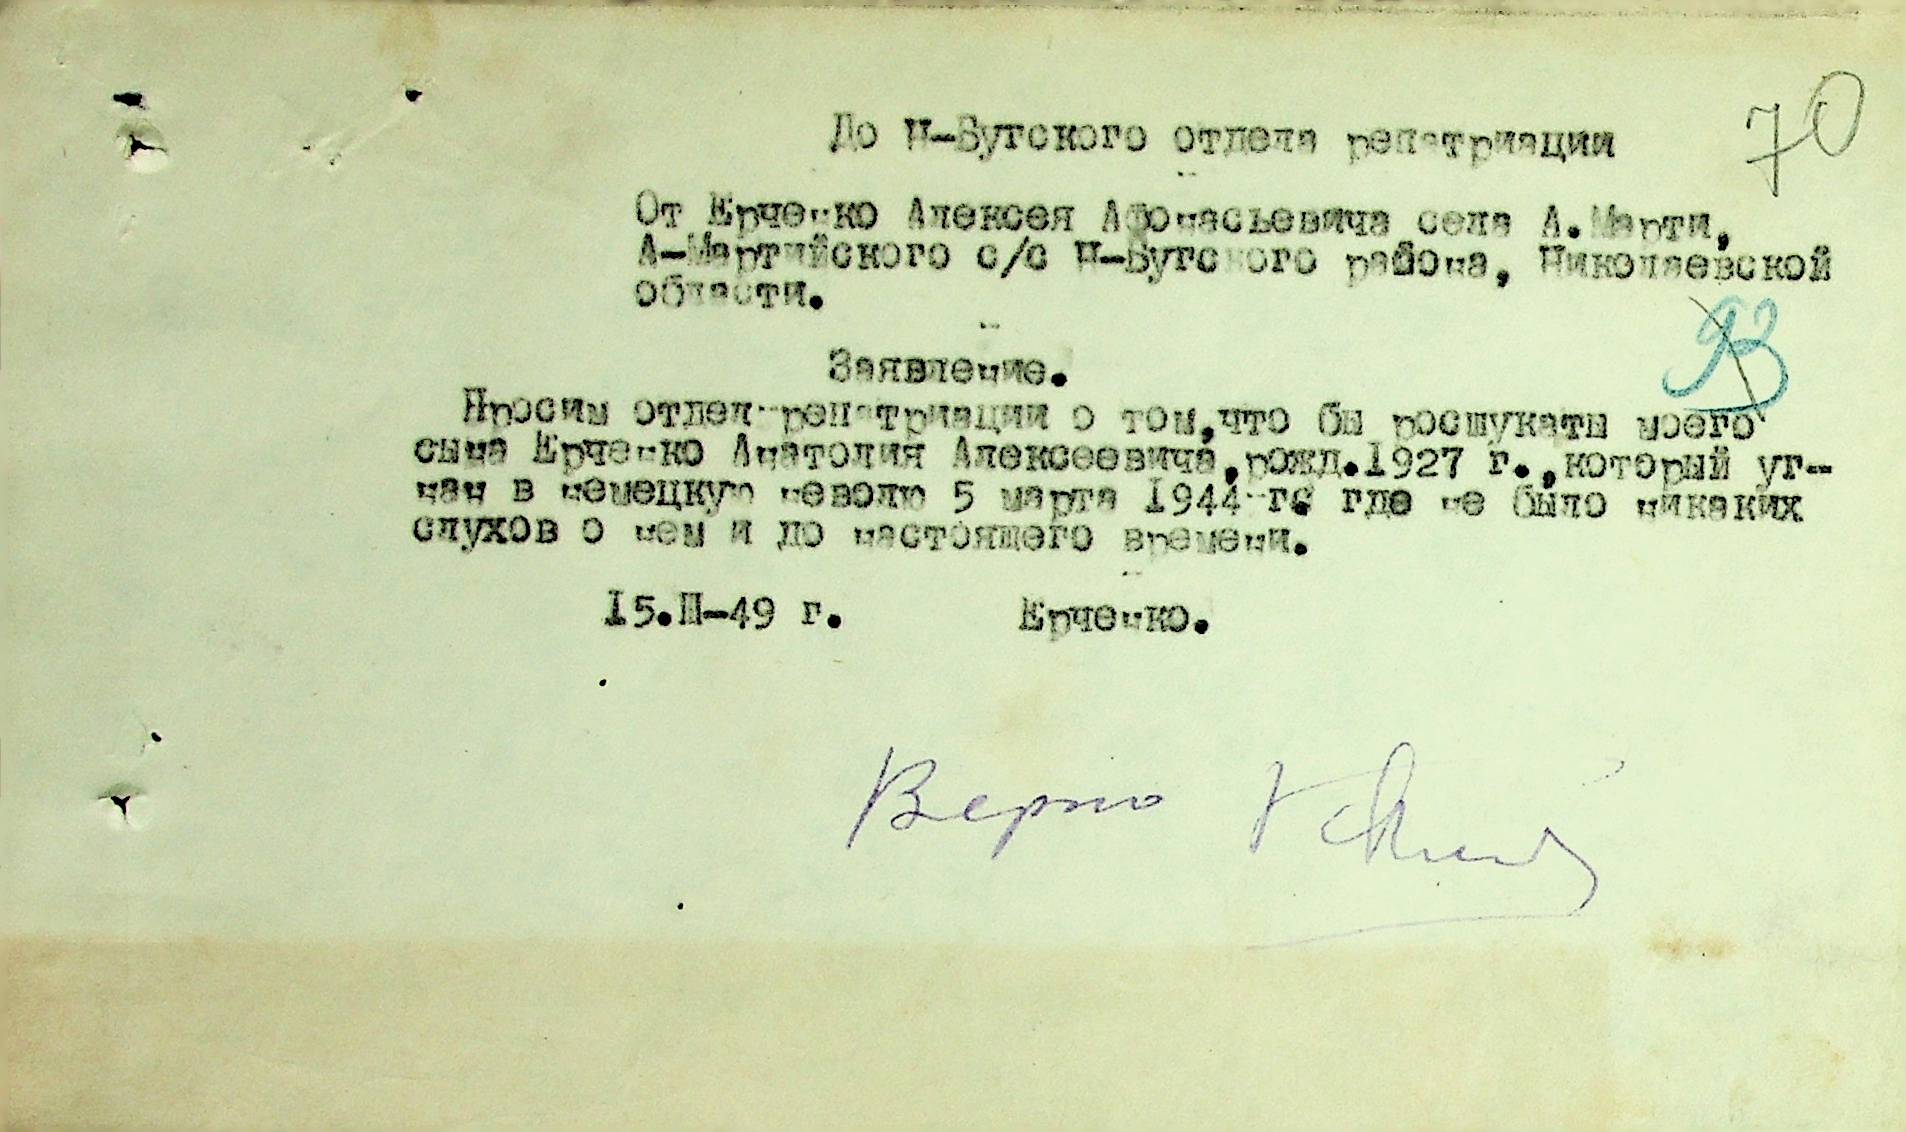 70
До Н-Бугского отдела репатриации
От Ерченко Алексея Афонасьевича села А.Марти,
А-Мартийского с/с Н-Бугского района, Николаевской
области.
93
Заявление.
Просим отдел репатриации о том,что бы росшукаты моего
сына Ерченко Анатолия Алексеевича,рожд.1927 г.,который уг-
нан в немецкую неволю 5 марта 1944 г. где не было никаких
слухов о нем и до настоящего времени.
15.Ш-49 г. Ерченко.
Верно